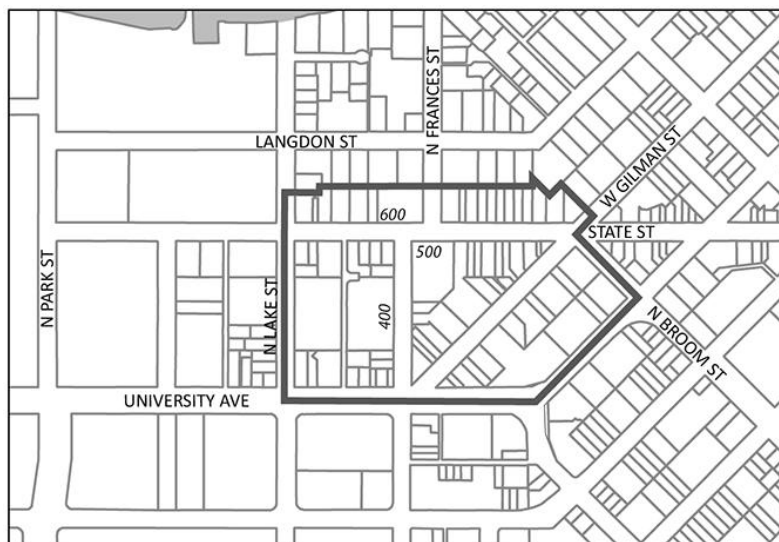 N FRANCES ST
LANGDON ST
W GILMAN ST
600
STATE ST
500
N PARK ST
N LAKE ST
400
N BROOM ST
UNIVERSITY AVE